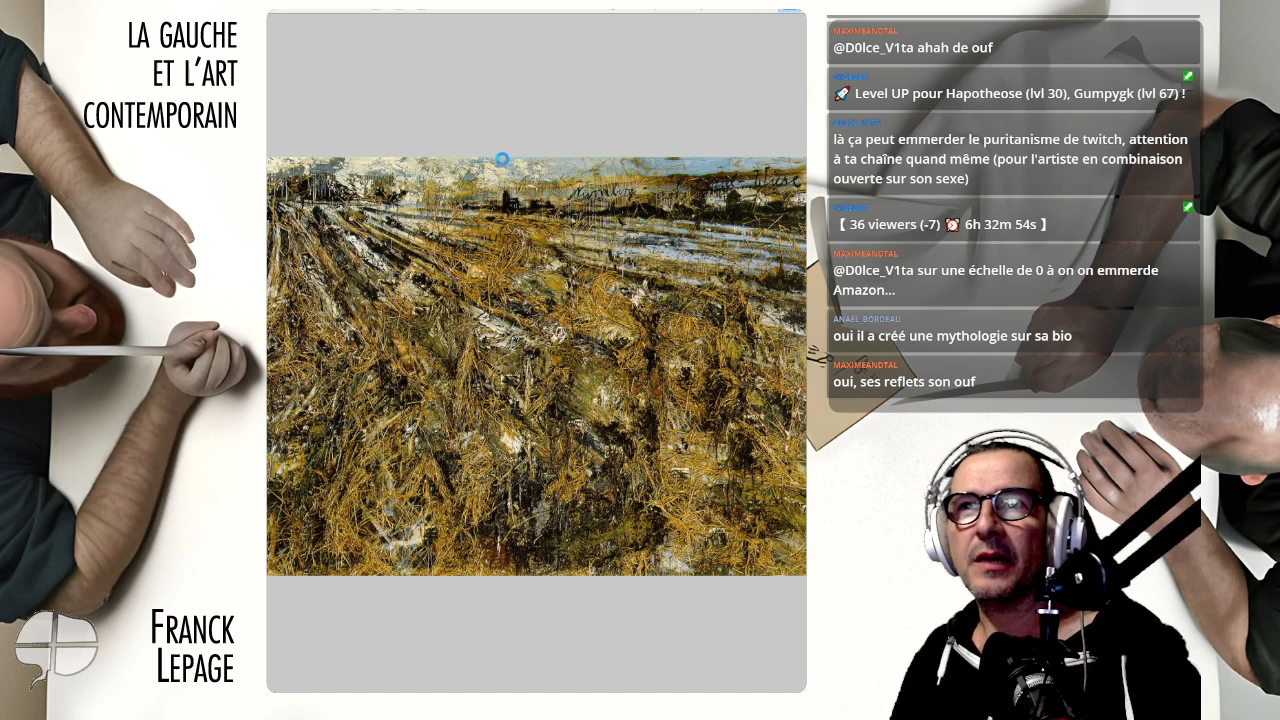 LA GAUCHE
ET L'ART
CONTEMPORAIN
FRANCK
LEPAGE
MAXIMEANDTAL
@D0lce_V1ta ahah de ouf
🚀 Level UP pour Hapotheose (lvl 30), Gumpygk (lvl 67) !
là ça peut emmerder le puritanisme de twitch, attention
à ta chaîne quand même (pour l'artiste en combinaison
ouverte sur son sexe)
【 36 viewers (-7) ⏰ 6h 32m 54s 】
MAXIMEANDTAL
@D0lce_V1ta sur une échelle de 0 à on on emmerde
Amazon...
ANAEL_BORDEAU
oui il a créé une mythologie sur sa bio
MAXIMEANDTAL
oui, ses reflets son ouf